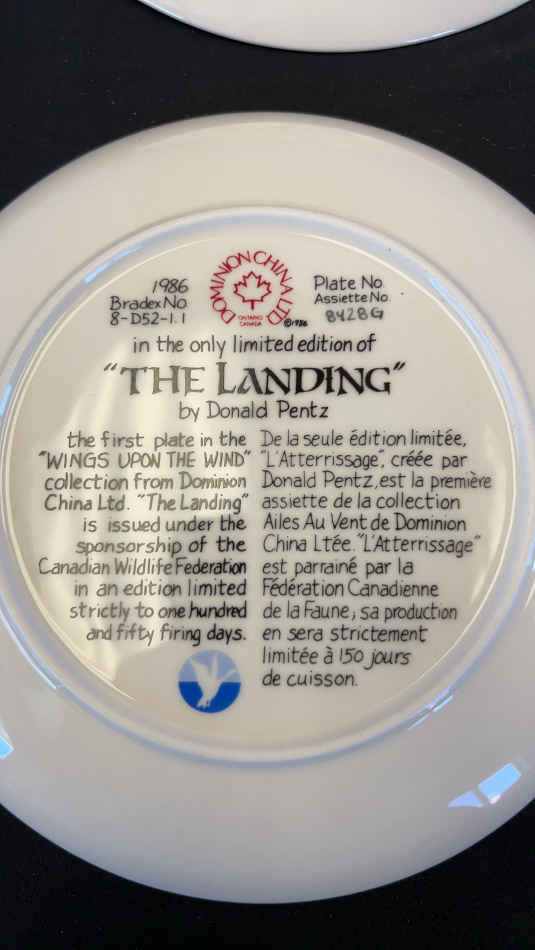 1986
Bradex No.
8-D52-1.1
DOMINION CHINA LTD
ONTARIO
CANADA
©1986
Plate No.
Assiette No.
8428G
in the only limited edition of
"THE LANDING"
by Donald Pentz
the first plate in the
"WINGS UPON THE WIND"
collection from Dominion
China Ltd. "The Landing"
is issued under the
sponsorship of the
Canadian Wildlife Federation
in an edition limited
strictly to one hundred
and fifty firing days.
De la seule édition limitée,
"L'Atterrissage", créée par
Donald Pentz, est la première
assiette de la collection
Ailes Au Vent de Dominion
China Ltée. "L'Atterrissage"
est parrainé par la
Fédération Canadienne
de la Faune; sa production
en sera strictement
limitée à 150 jours
de cuisson.